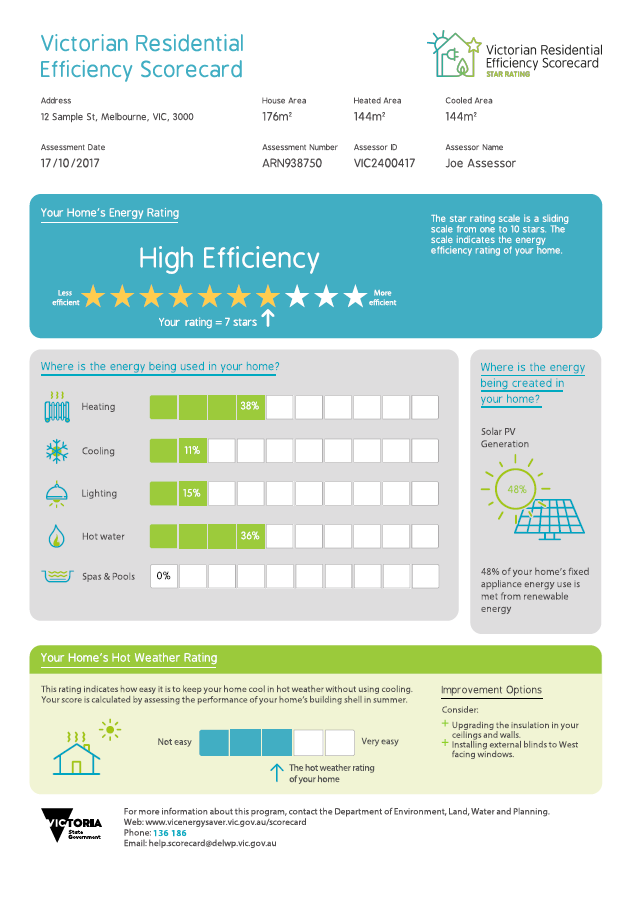 Victorian Residential
Efficiency Scorecard
Victorian Residential
Efficiency Scorecard
STAR RATING
Address
House Area
Heated Area
Cooled Area
12 Sample St, Melbourne, VIC, 3000
176m²
144m²
144m²
Assessment Date
Assessment Number
Assessor ID
Assessor Name
17/10/2017
ARN938750
VIC2400417
Joe Assessor
Your Home's Energy Rating
The star rating scale is a sliding
scale from one to 10 stars. The
scale indicates the energy
efficiency rating of your home.
High Efficiency
Less
efficient
More
efficient
Your rating = 7 stars
Where is the energy being used in your home?
Heating
38%
Cooling
11%
Lighting
15%
Hot water
36%
Spas & Pools
0%
Where is the energy
being created in
your home?
Solar PV
Generation
48%
48% of your home's fixed
appliance energy use is
met from renewable
energy
Your Home's Hot Weather Rating
This rating indicates how easy it is to keep your home cool in hot weather without using cooling.
Your score is calculated by assessing the performance of your home's building shell in summer.
Not easy
Very easy
The hot weather rating
of your home
Improvement Options
Consider:
+ Upgrading the insulation in your
ceilings and walls.
+ Installing external blinds to West
facing windows.
VICTORIA
State
Government
For more information about this program, contact the Department of Environment, Land, Water and Planning.
Web: www.vicenergysaver.vic.gov.au/scorecard
Phone: 136 186
Email: help.scorecard@delwp.vic.gov.au